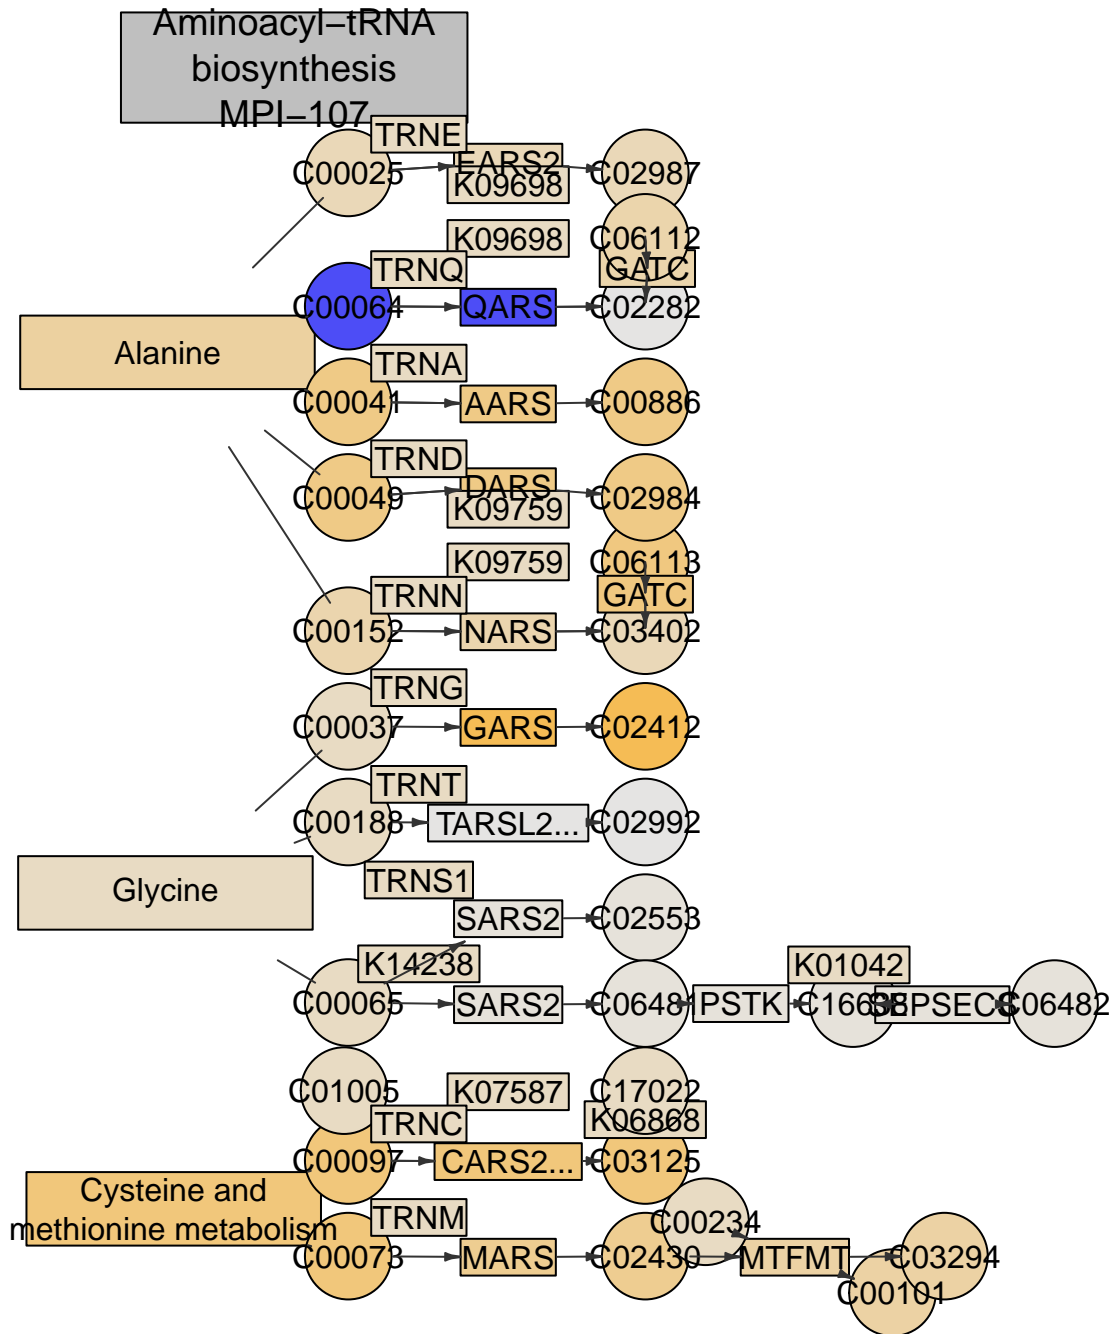 Aminoacyl−tRNA
biosynthesis
MPI−107
TRNE
C00025
EARS2
K09698
C02987
K09698
C06112
TRNQ
GATC
C00064
QARS
C02282
Alanine
TRNA
C00041
AARS
C00886
TRND
C00049
DARS
K09759
C02984
K09759
C06113
TRNN
GATC
C00152
NARS
C03402
TRNG
C00037
GARS
C02412
TRNT
C00188
TARSL2...
C02992
Glycine
TRNS1
SARS2
C02553
K14238
K01042
C00065
SARS2
C06481
PSTK
SEPSECS
C06482
C01005
K07587
C17022
TRNC
K06868
C00097
CARS2...
C03125
Cysteine and
methionine metabolism
TRNM
C00234
C00073
MARS
C02430
MTFMT
C03294
C00101